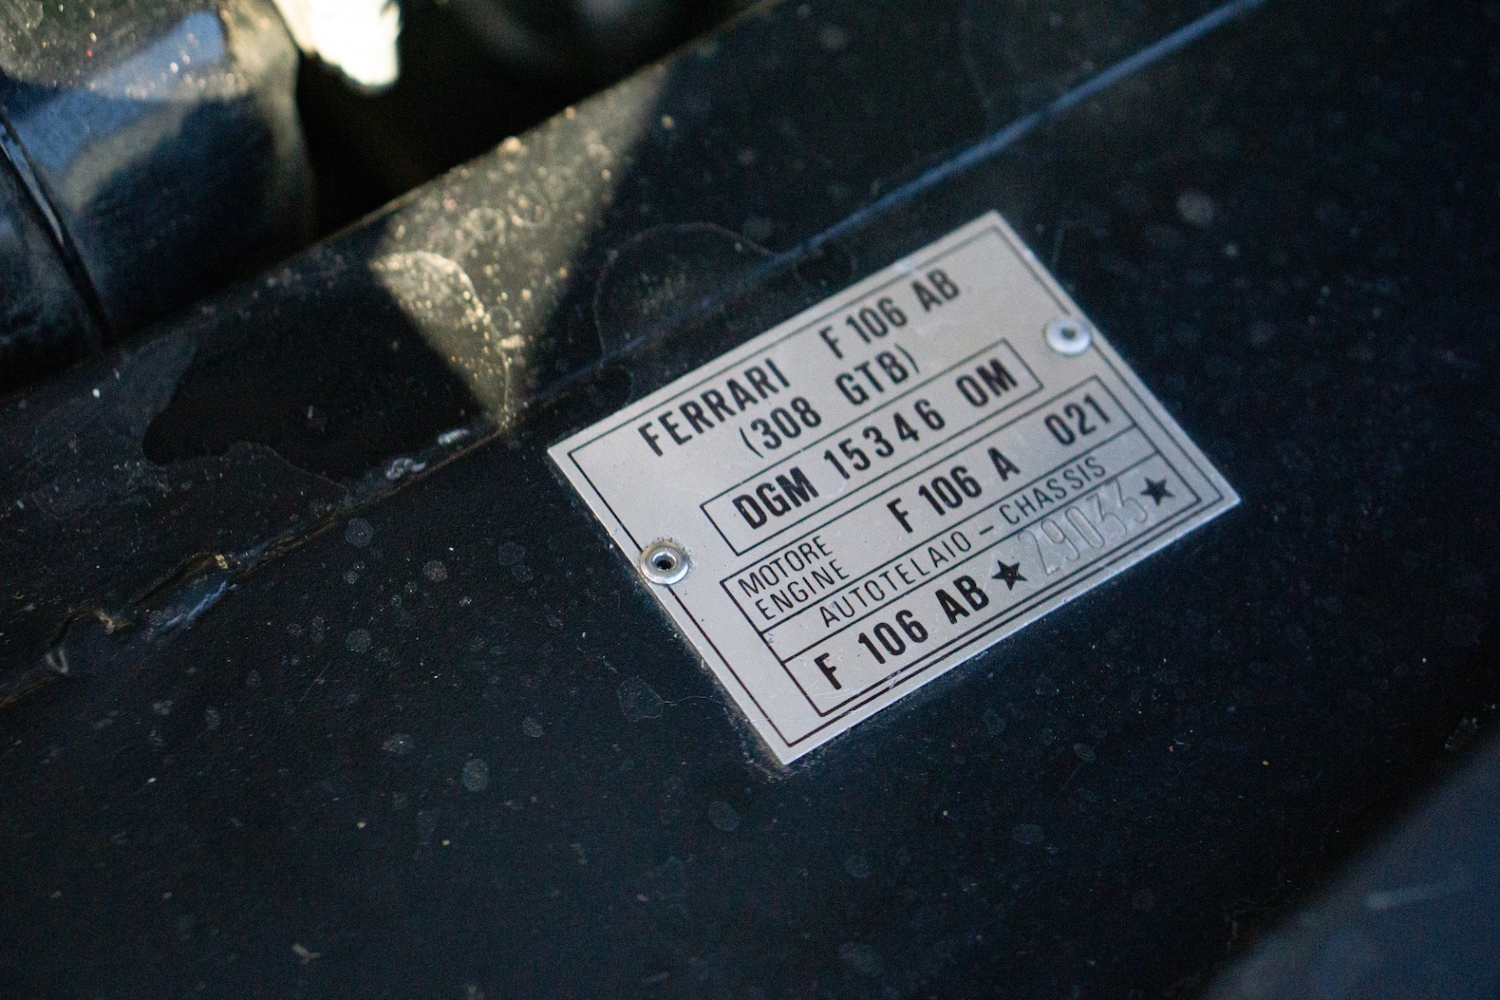 FERRARI F 106 AB
(308 GTB)
DGM 15346 OM
MOTORE
ENGINE F 106 A 021
AUTOTELAIO - CHASSIS
F 106 AB ★ 29033 ★